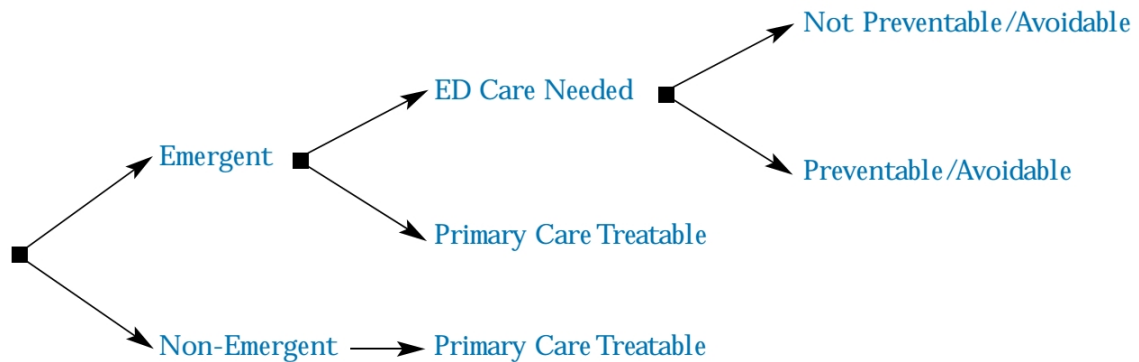 Not Preventable/Avoidable
ED Care Needed
Emergent
Preventable/Avoidable
Primary Care Treatable
Non-Emergent
Primary Care Treatable